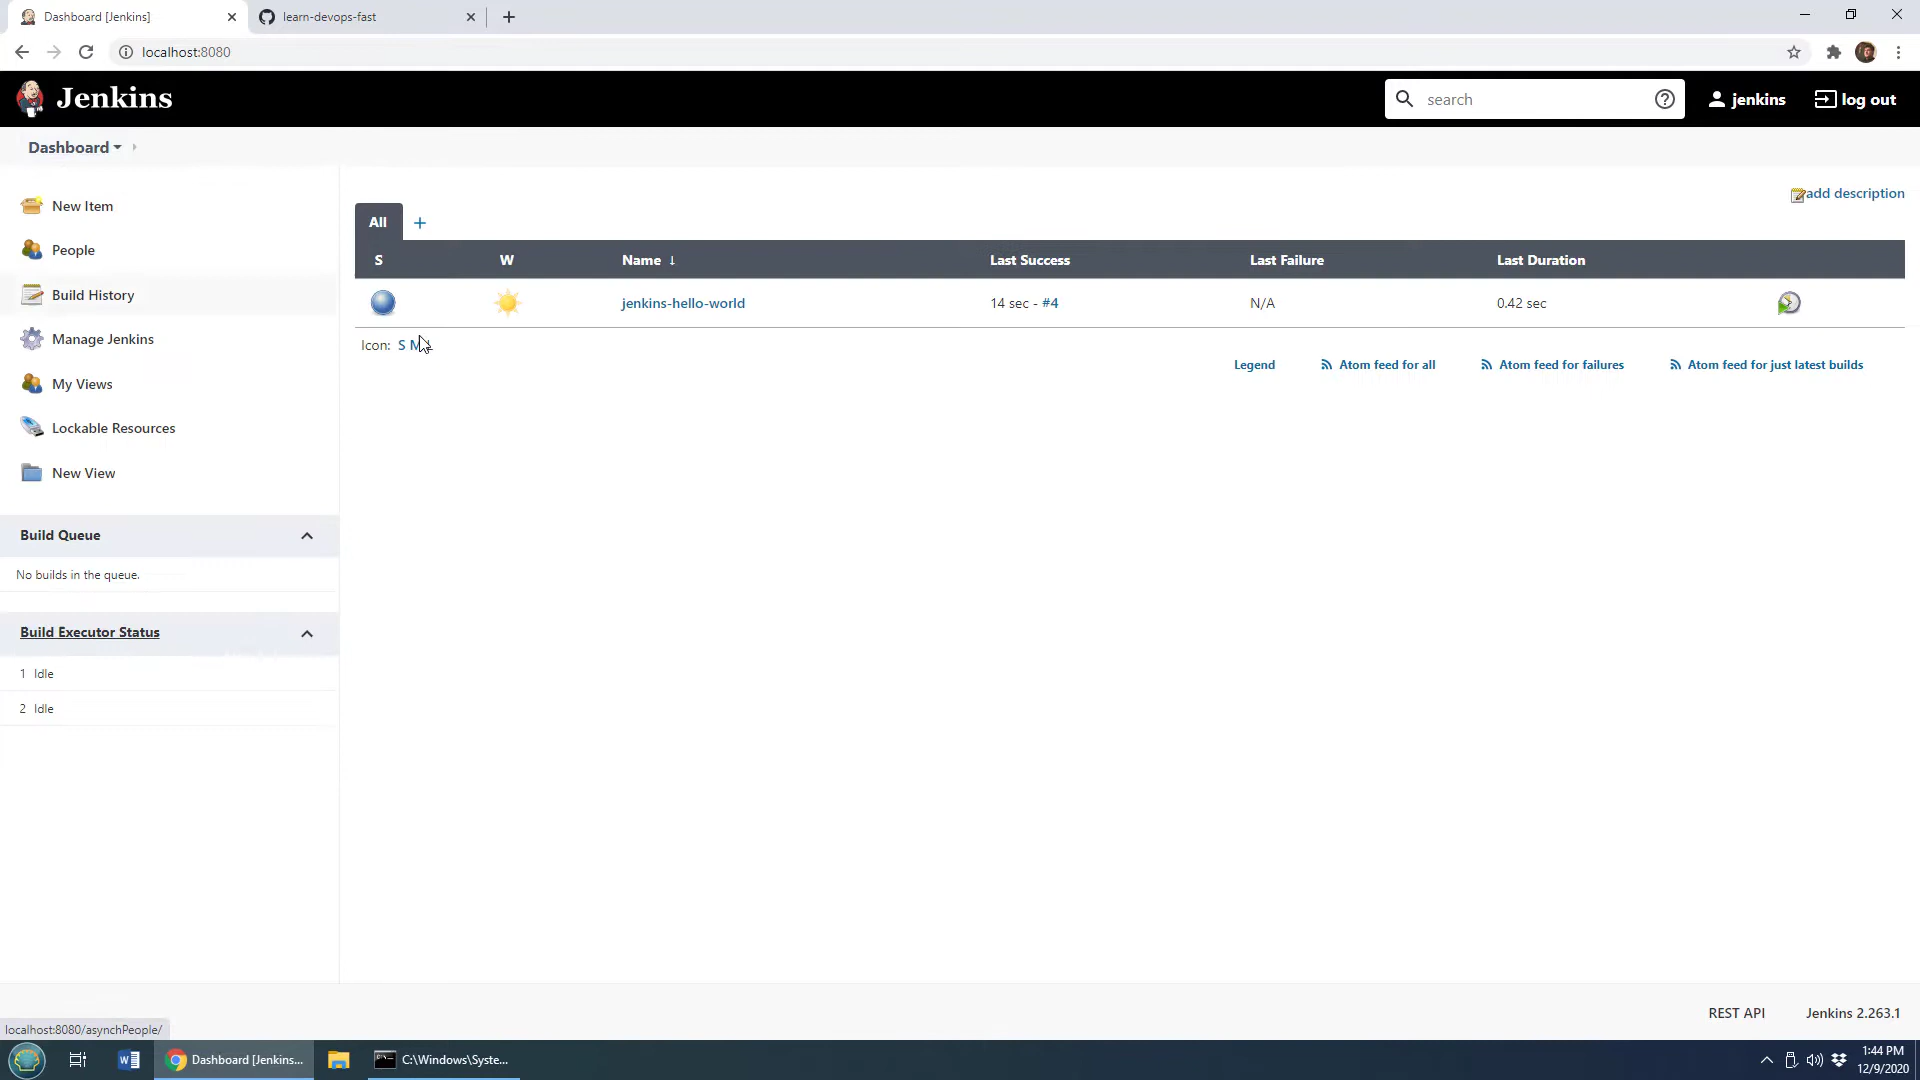 Dashboard [Jenkins]
learn-devops-fast
localhost:8080
Jenkins
search
jenkins
log out
Dashboard
New Item
People
Build History
Manage Jenkins
My Views
Lockable Resources
New View
Build Queue
No builds in the queue.
Build Executor Status
1 Idle
2 Idle
add description
All +
S W Name ↓ Last Success Last Failure Last Duration
jenkins-hello-world 14 sec - #4 N/A 0.42 sec
Icon: S M
Legend Atom feed for all Atom feed for failures Atom feed for just latest builds
REST API Jenkins 2.263.1
localhost:8080/asynchPeople/
Dashboard [Jenkins...
C:\Windows\Syste...
1:44 PM
12/9/2020